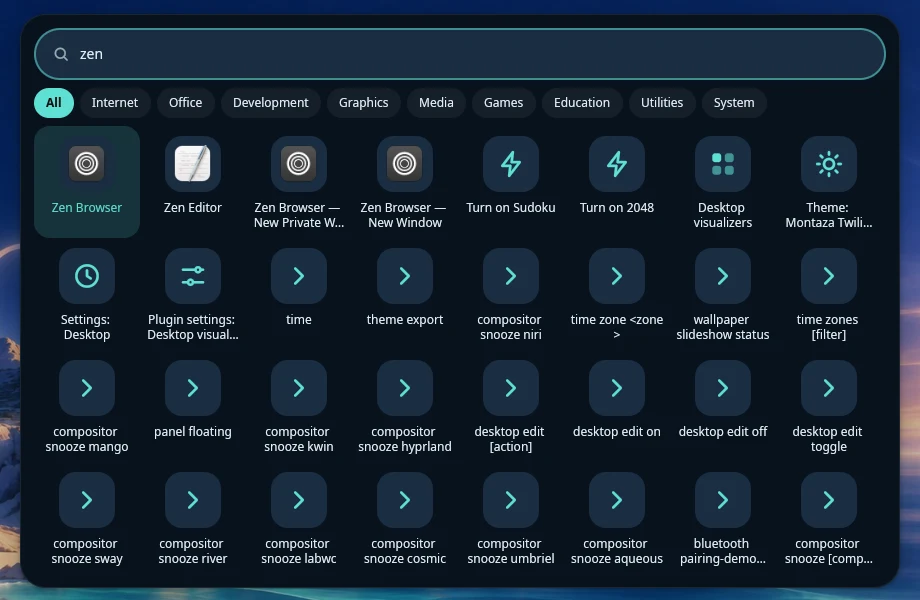 zen
All Internet Office Development Graphics Media Games Education Utilities System
Zen Browser
Zen Editor
Zen Browser —
New Private W...
Zen Browser —
New Window
Turn on Sudoku
Turn on 2048
Desktop
visualizers
Theme:
Montaza Twili...
Settings:
Desktop
Plugin settings:
Desktop visual...
time
theme export
compositor
snooze niri
time zone <zone
>
wallpaper
slideshow status
time zones
[filter]
compositor
snooze mango
panel floating
compositor
snooze kwin
compositor
snooze hyprland
desktop edit
[action]
desktop edit on
desktop edit off
desktop edit
toggle
compositor
snooze sway
compositor
snooze river
compositor
snooze labwc
compositor
snooze cosmic
compositor
snooze umbriel
compositor
snooze aqueous
bluetooth
pairing-demo...
compositor
snooze [comp...